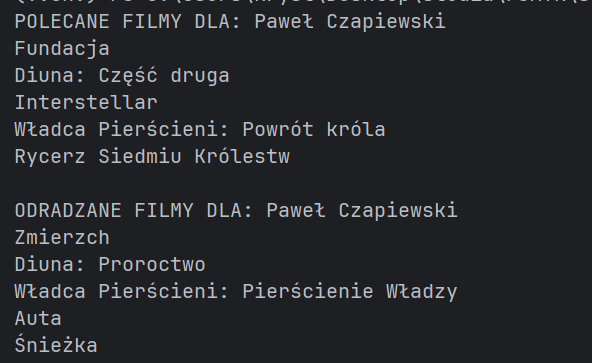 POLECANE FILMY DLA: Paweł Czapiewski
Fundacja
Diuna: Część druga
Interstellar
Władca Pierścieni: Powrót króla
Rycerz Siedmiu Królestw
ODRADZANE FILMY DLA: Paweł Czapiewski
Zmierzch
Diuna: Proroctwo
Władca Pierścieni: Pierścienie Władzy
Auta
Śnieżka